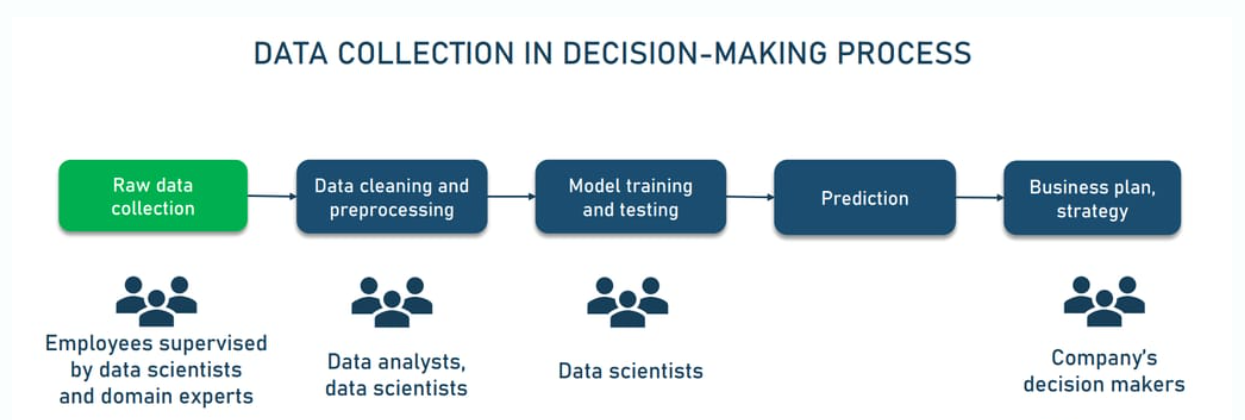 DATA COLLECTION IN DECISION-MAKING PROCESS
Raw data
collection
Data cleaning and
preprocessing
Model training
and testing
Prediction
Business plan,
strategy
Employees supervised
by data scientists
and domain experts
Data analysts,
data scientists
Data scientists
Company's
decision makers